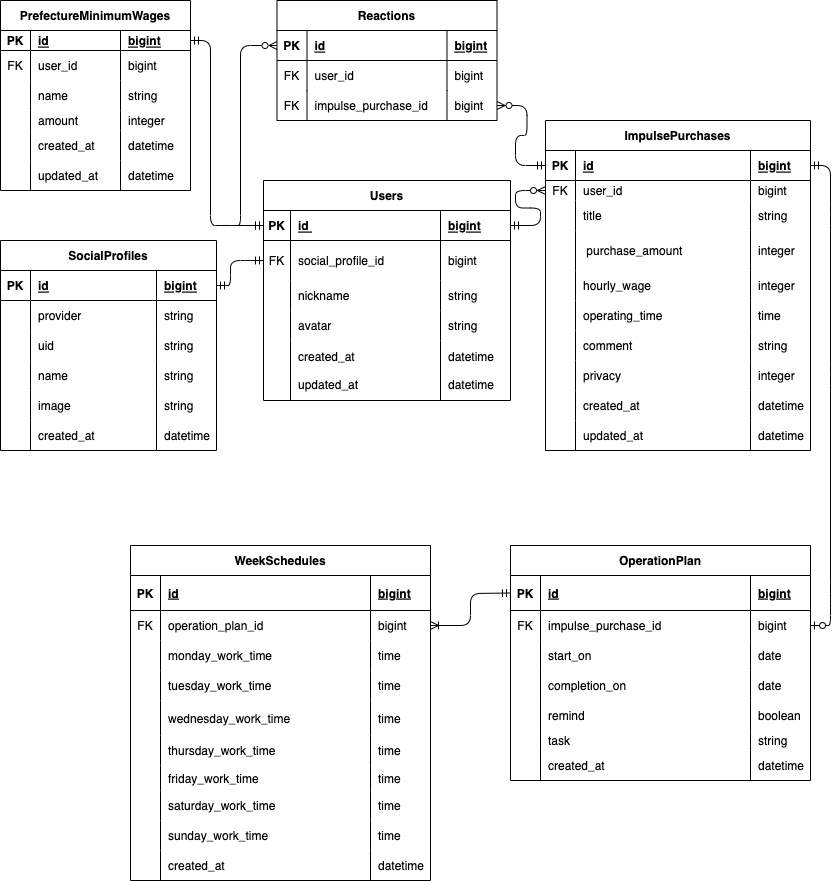 PrefectureMinimumWages
PK id bigint
FK user_id bigint
name string
amount integer
created_at datetime
updated_at datetime
Reactions
PK id bigint
FK user_id bigint
FK impulse_purchase_id bigint
ImpulsePurchases
PK id bigint
FK user_id bigint
title string
purchase_amount integer
hourly_wage integer
operating_time time
comment string
privacy integer
created_at datetime
updated_at datetime
Users
PK id bigint
FK social_profile_id bigint
nickname string
avatar string
created_at datetime
updated_at datetime
SocialProfiles
PK id bigint
provider string
uid string
name string
image string
created_at datetime
WeekSchedules
PK id bigint
FK operation_plan_id bigint
monday_work_time time
tuesday_work_time time
wednesday_work_time time
thursday_work_time time
friday_work_time time
saturday_work_time time
sunday_work_time time
created_at datetime
OperationPlan
PK id bigint
FK impulse_purchase_id bigint
start_on date
completion_on date
remind boolean
task string
created_at datetime